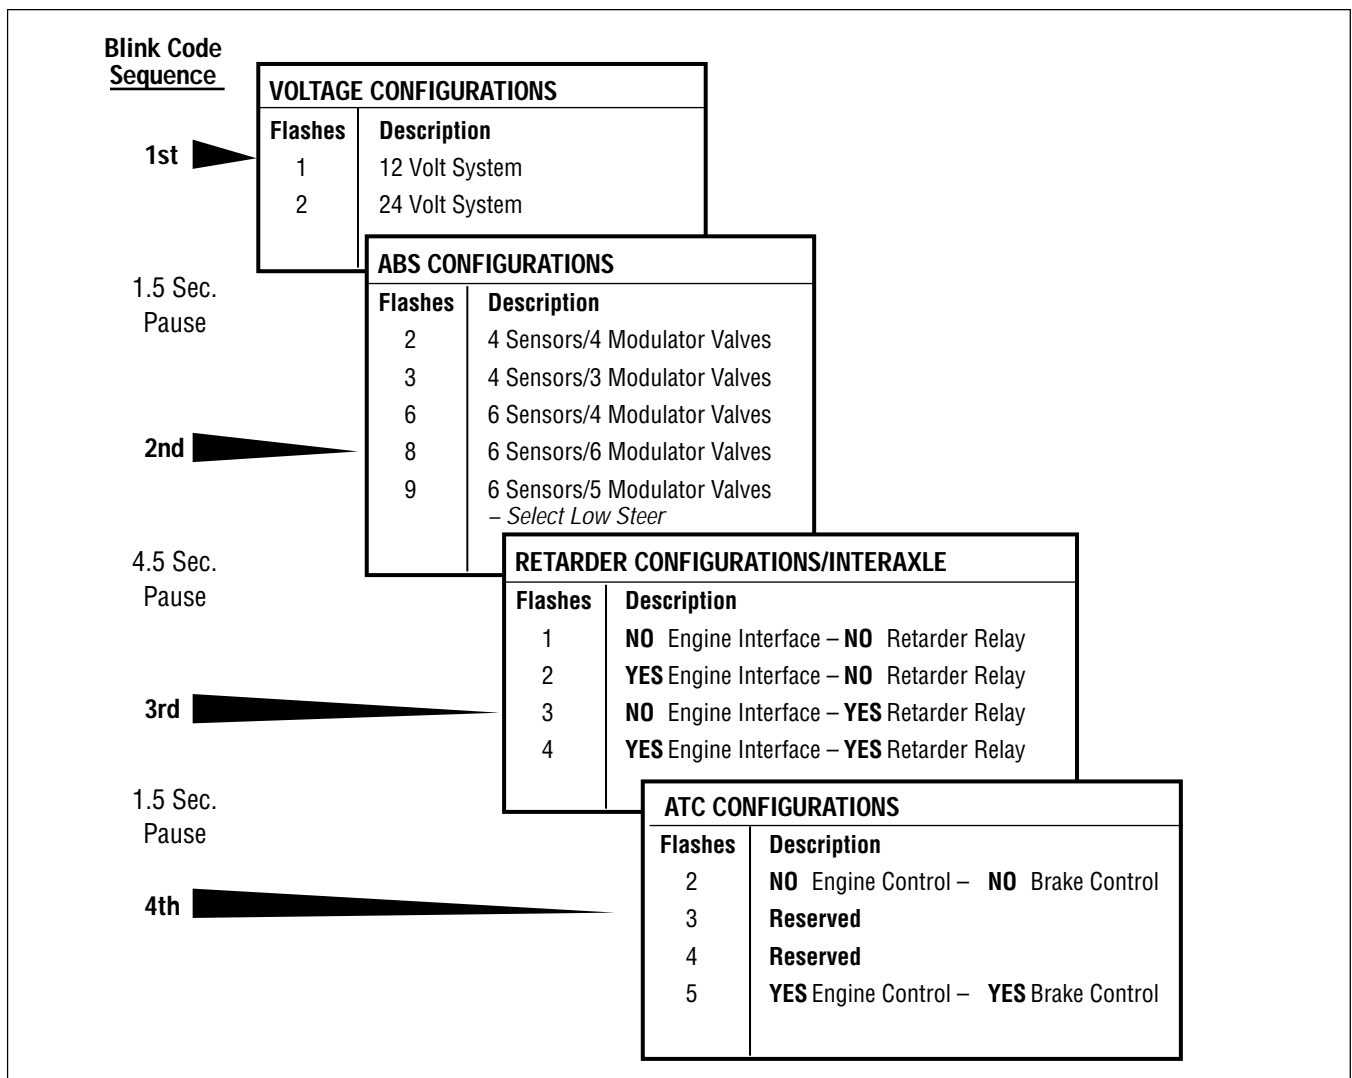 Blink Code
Sequence
VOLTAGE CONFIGURATIONS
Flashes Description
1st
1 12 Volt System
2 24 Volt System
ABS CONFIGURATIONS
1.5 Sec.
Pause
Flashes Description
2 4 Sensors/4 Modulator Valves
3 4 Sensors/3 Modulator Valves
6 6 Sensors/4 Modulator Valves
2nd
8 6 Sensors/6 Modulator Valves
9 6 Sensors/5 Modulator Valves
– Select Low Steer
4.5 Sec.
Pause
RETARDER CONFIGURATIONS/INTERAXLE
Flashes Description
1 NO Engine Interface – NO Retarder Relay
2 YES Engine Interface – NO Retarder Relay
3rd
3 NO Engine Interface – YES Retarder Relay
4 YES Engine Interface – YES Retarder Relay
1.5 Sec.
Pause
ATC CONFIGURATIONS
Flashes Description
2 NO Engine Control – NO Brake Control
4th
3 Reserved
4 Reserved
5 YES Engine Control – YES Brake Control